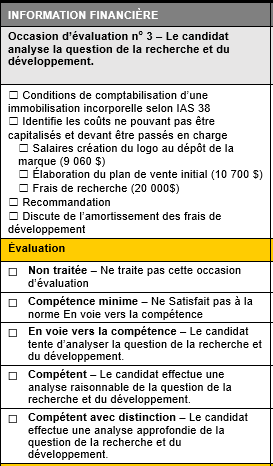 INFORMATION FINANCIÈRE
Occasion d'évaluation n° 3 – Le candidat
analyse la question de la recherche et du
développement.
☐ Conditions de comptabilisation d'une
immobilisation incorporelle selon IAS 38
☐ Identifie les coûts ne pouvant pas être
capitalisés et devant être passés en charge
☐ Salaires création du logo au dépôt de la
marque (9 060 $)
☐ Élaboration du plan de vente initial (10 700 $)
☐ Frais de recherche (20 000$)
☐ Recommandation
☐ Discute de l'amortissement des frais de
développement
Évaluation
☐ Non traitée – Ne traite pas cette occasion
d'évaluation
☐ Compétence minime – Ne Satisfait pas à la
norme En voie vers la compétence
☐ En voie vers la compétence – Le candidat
tente d'analyser la question de la recherche et
du développement.
☐ Compétent – Le candidat effectue une
analyse raisonnable de la question de la
recherche et du développement.
☐ Compétent avec distinction – Le candidat
effectue une analyse approfondie de la
question de la recherche et du
développement.